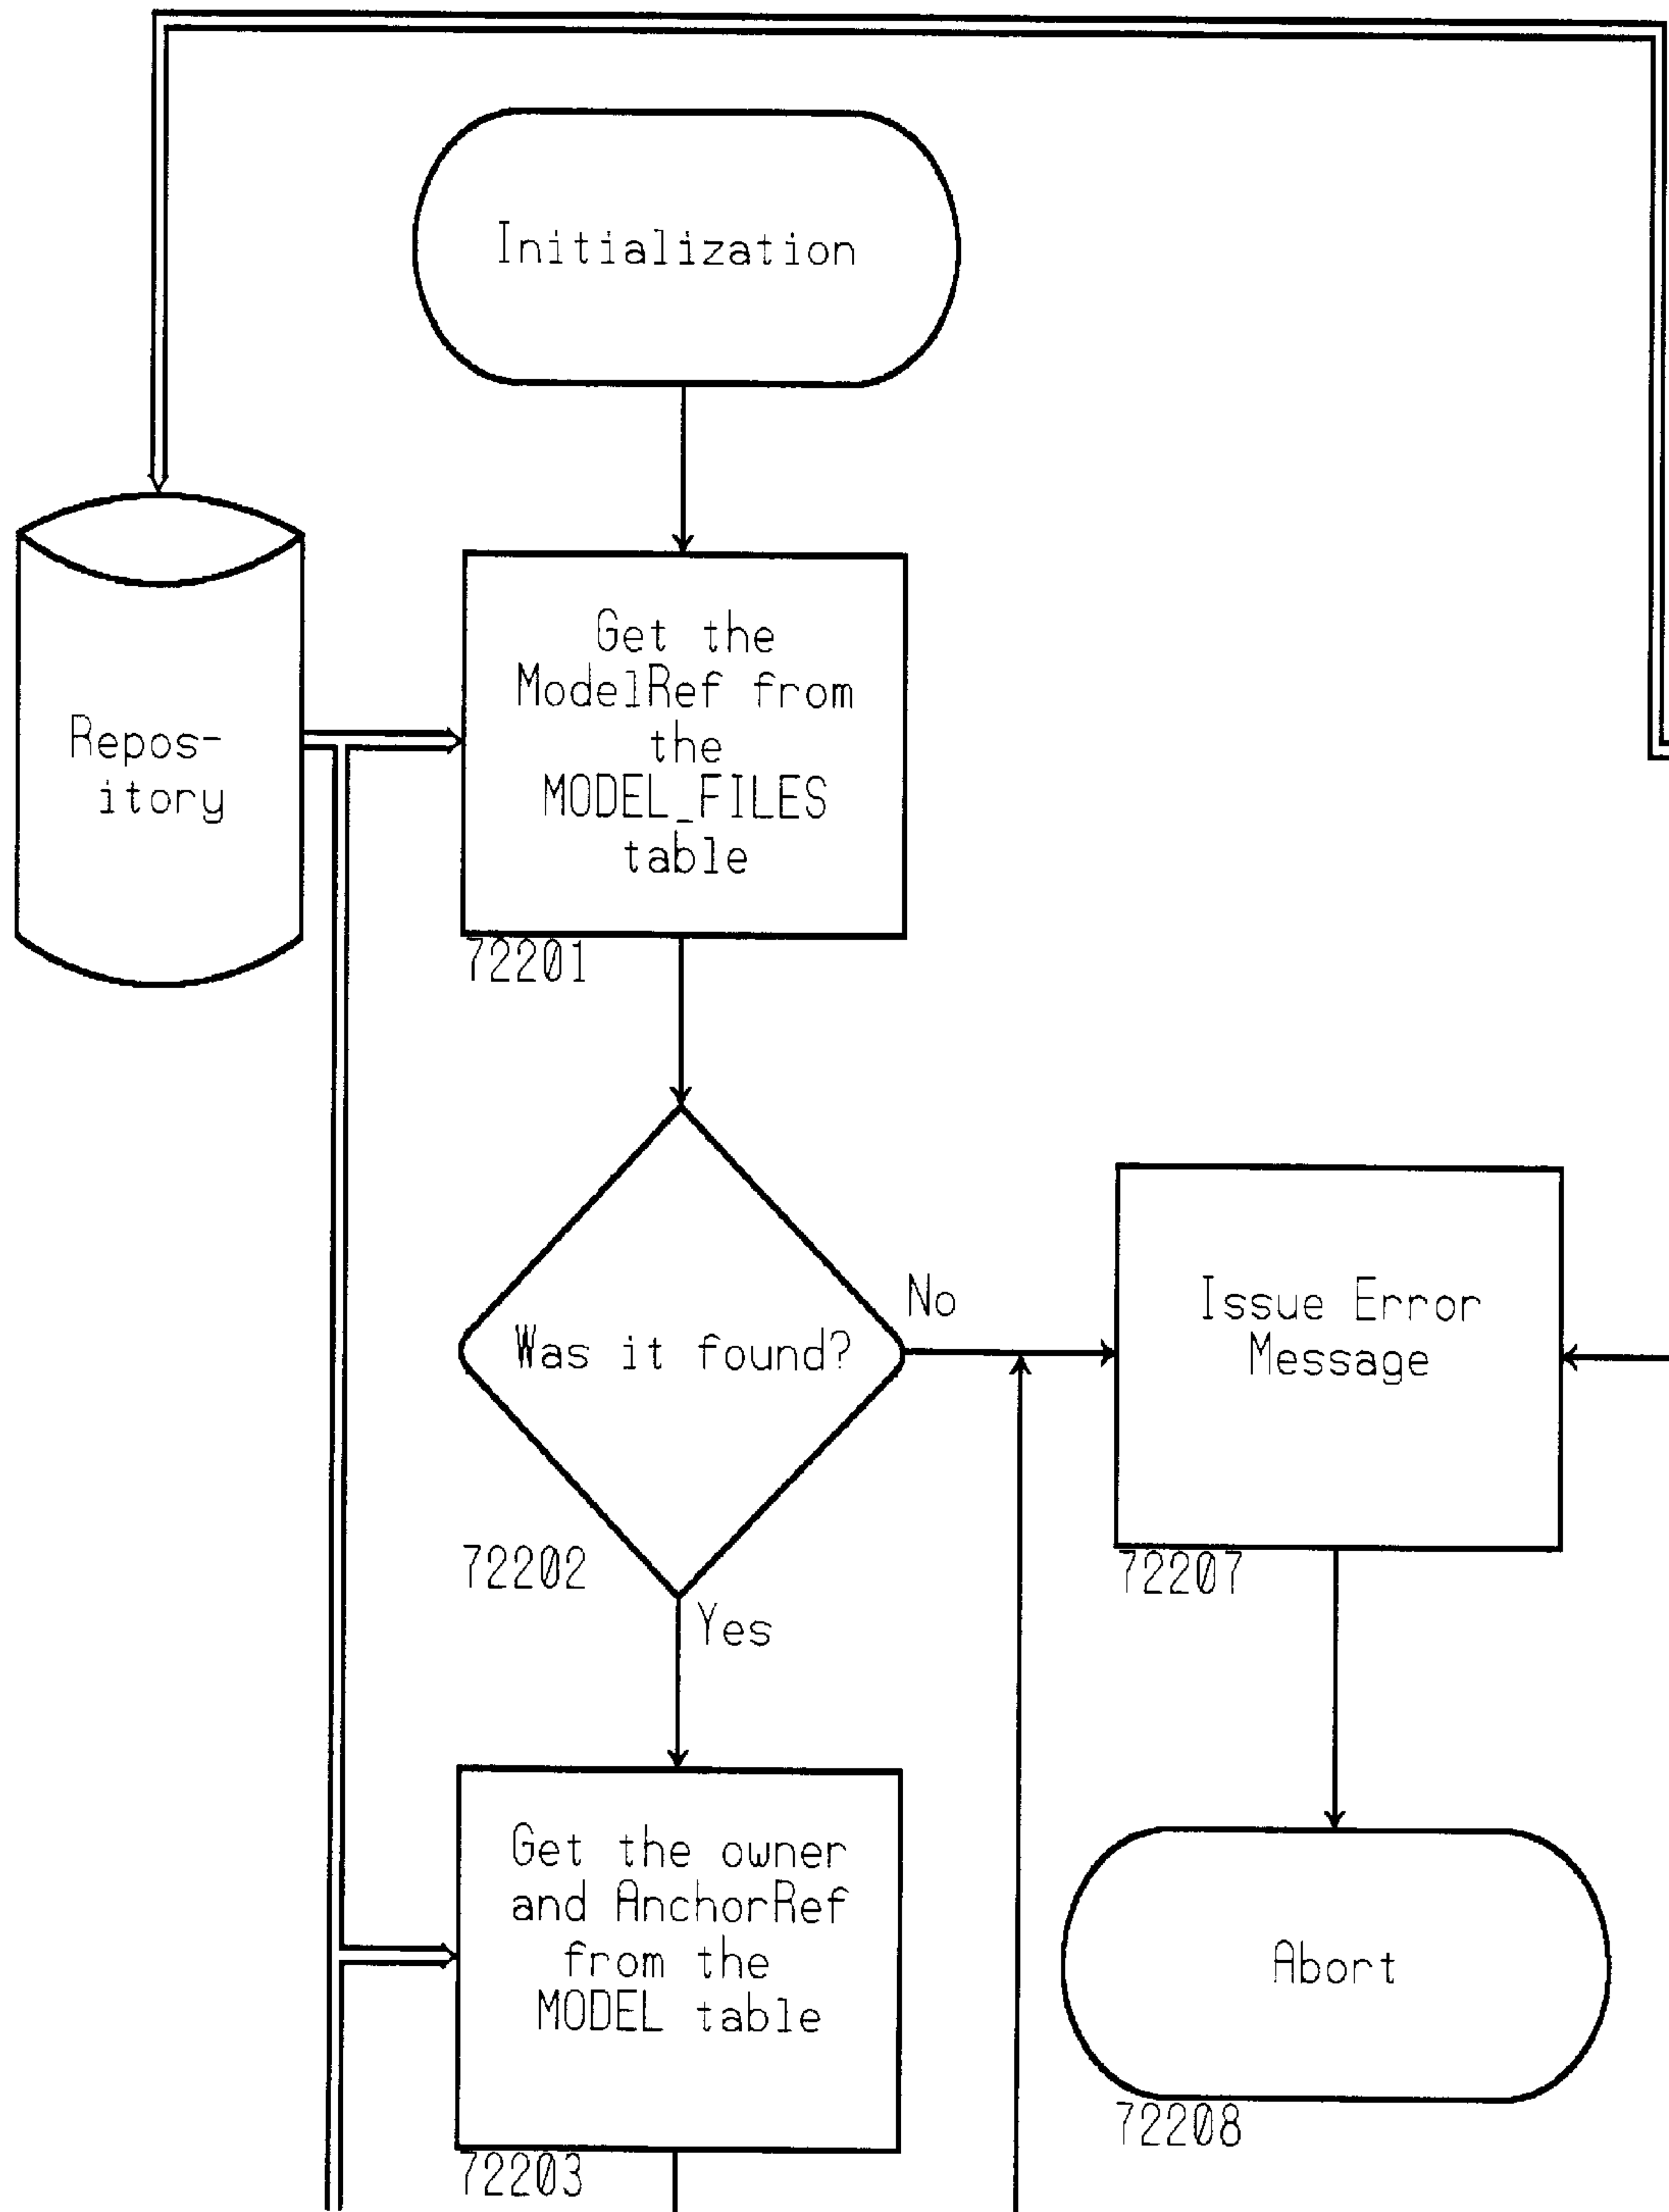 Initialization
Repos-
itory
Get the
ModelRef from
the
MODEL_FILES
table
72201
Was it found?
No
Yes
72202
Issue Error
Message
72207
Get the owner
and AnchorRef
from the
MODEL table
72203
Abort
72208